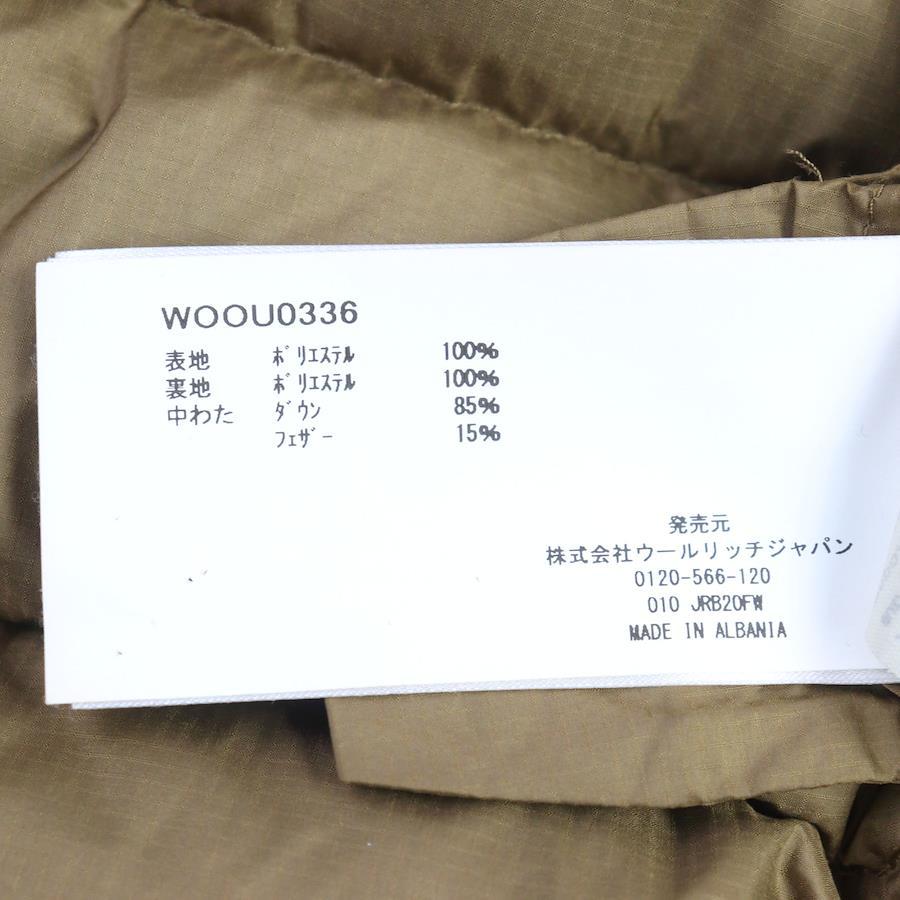 WOOU0336
表地 ポリエステル 100%
裏地 ポリエステル 100%
中わた ダウン 85%
フェザー 15%
発売元
株式会社ウールリッチジャパン
0120-566-120
010 JRB20FW
MADE IN ALBANIA